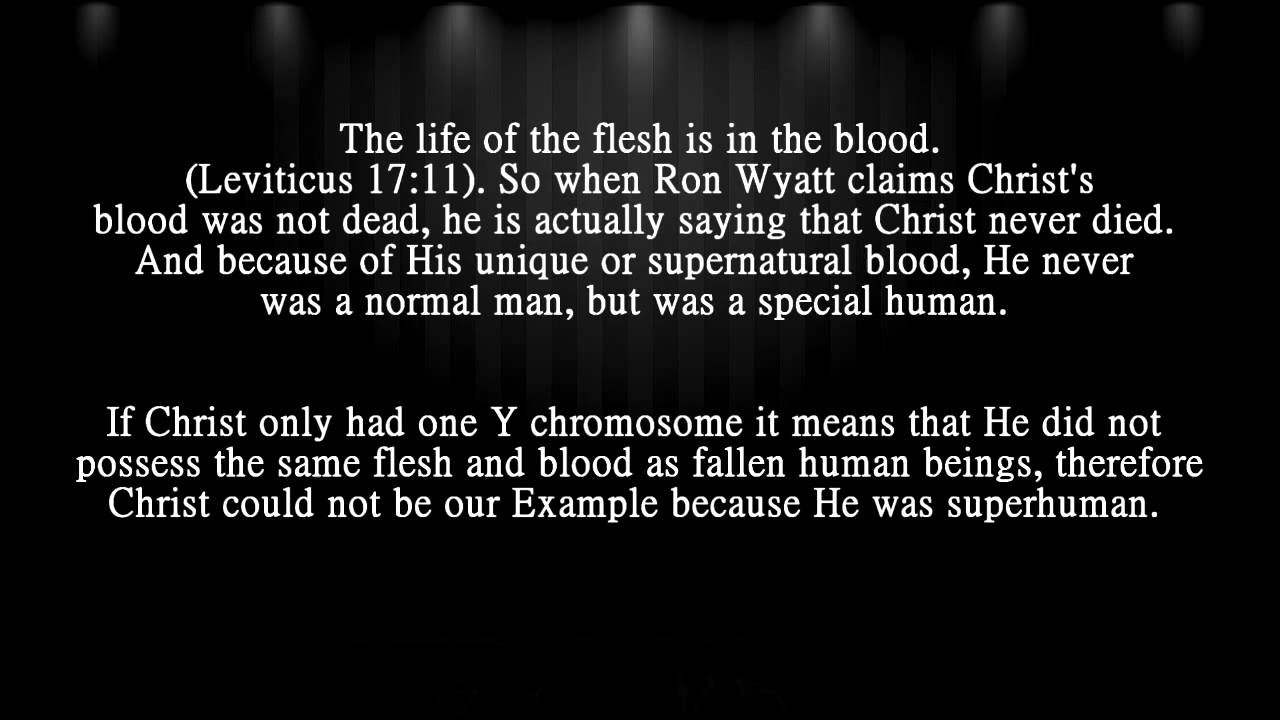 The life of the flesh is in the blood.
(Leviticus 17:11). So when Ron Wyatt claims Christ's
blood was not dead, he is actually saying that Christ never died.
And because of His unique or supernatural blood, He never
was a normal man, but was a special human.
If Christ only had one Y chromosome it means that He did not
possess the same flesh and blood as fallen human beings, therefore
Christ could not be our Example because He was superhuman.